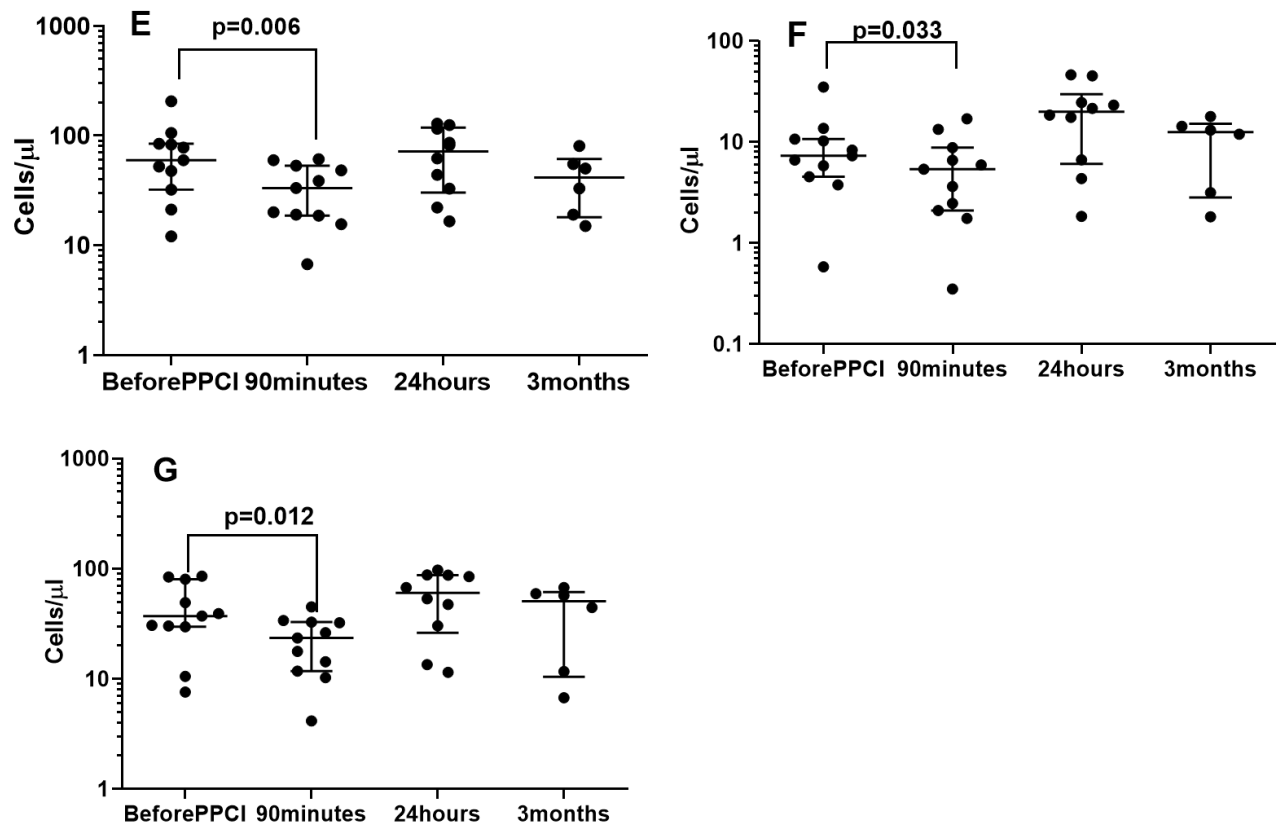 E
p=0.006
1000
100
10
1
Cells/μl
BeforePPCI 90minutes 24hours 3months
F
p=0.033
100
10
1
0.1
Cells/μl
BeforePPCI 90minutes 24hours 3months
G
p=0.012
1000
100
10
1
Cells/μl
BeforePPCI 90minutes 24hours 3months